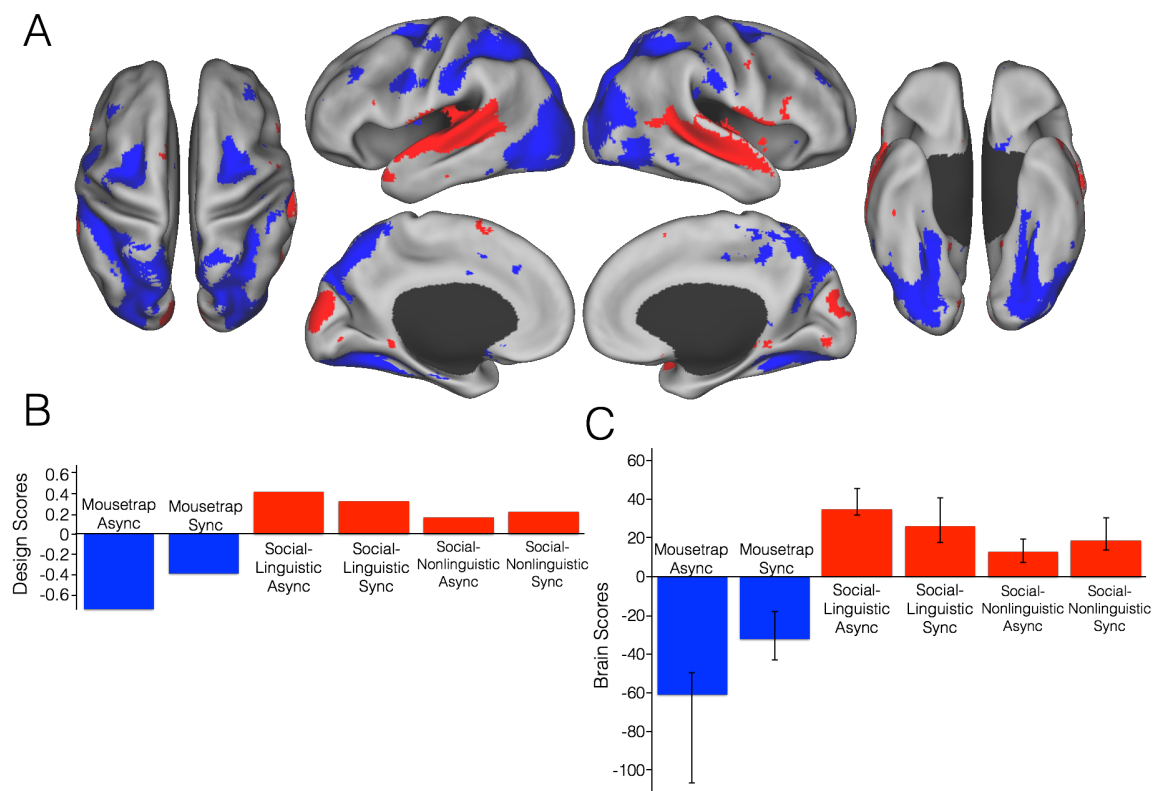 A
B
Design Scores
0.6
0.4
0.2
0
-0.2
-0.4
-0.6
Mousetrap
Async
Mousetrap
Sync
Social-
Linguistic
Async
Social-
Linguistic
Sync
Social-
Nonlinguistic
Async
Social-
Nonlinguistic
Sync
C
Brain Scores
60
40
20
0
-20
-40
-60
-80
-100
Mousetrap
Async
Mousetrap
Sync
Social-
Linguistic
Async
Social-
Linguistic
Sync
Social-
Nonlinguistic
Async
Social-
Nonlinguistic
Sync